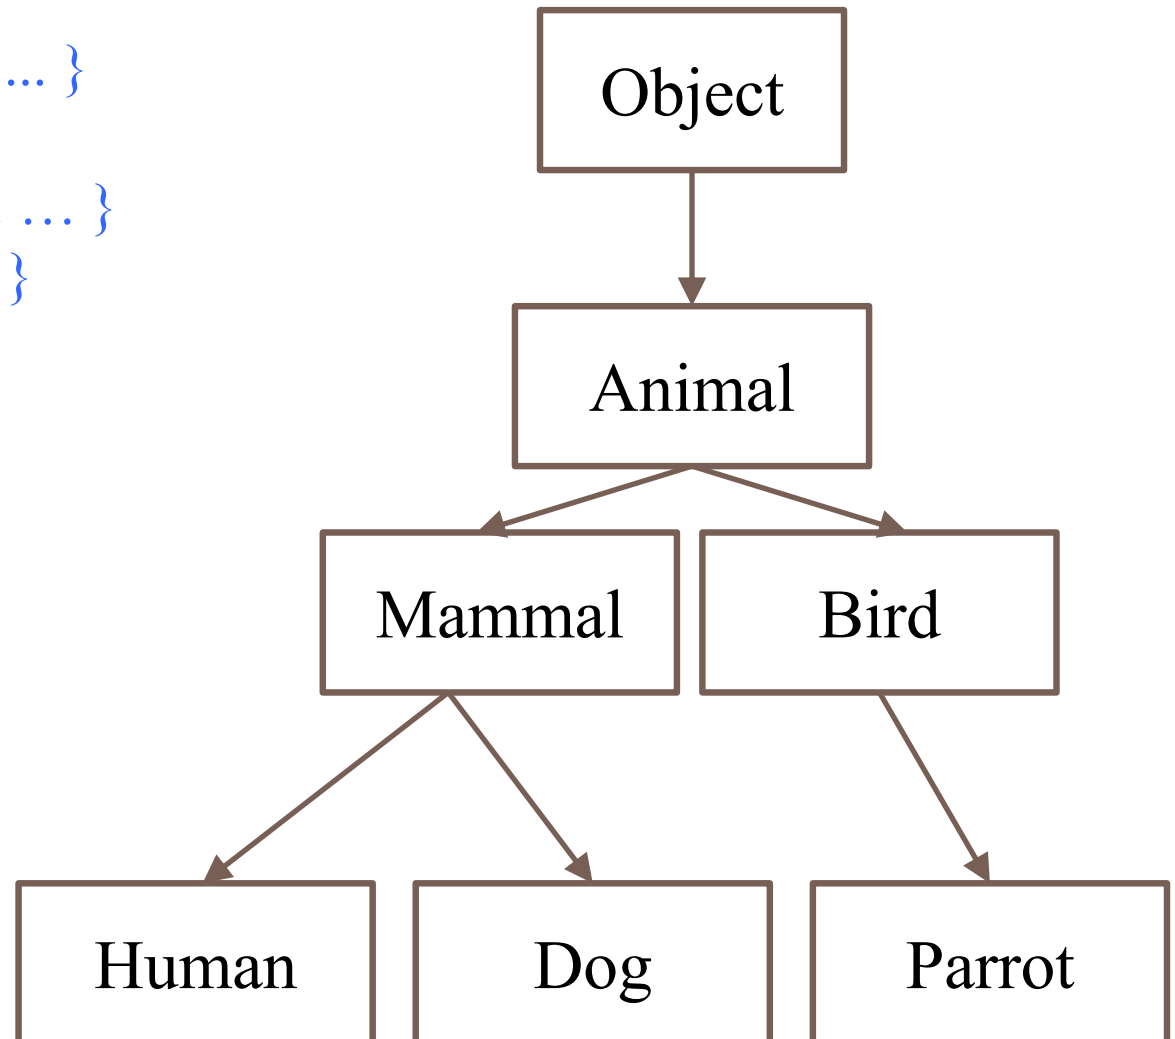 ... }
Object
. … }
}
Animal
Mammal Bird
Human Dog Parrot